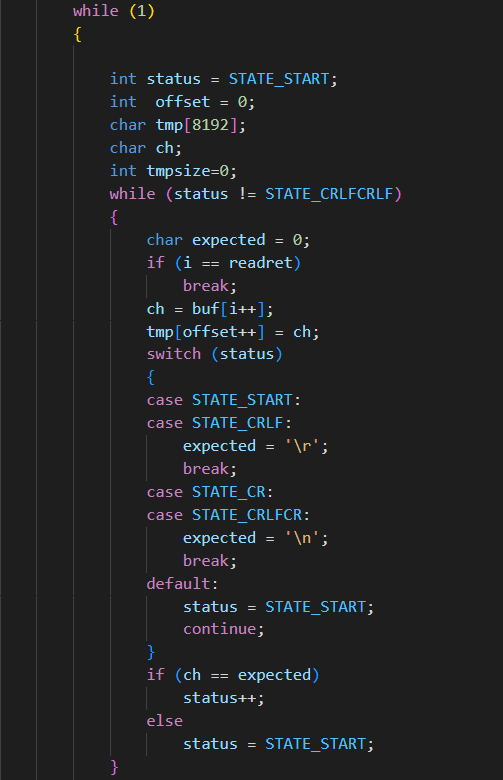 while (1)
{
int status = STATE_START;
int  offset = 0;
char tmp[8192];
char ch;
int tmpsize=0;
while (status != STATE_CRLFCRLF)
{
char expected = 0;
if (i == readret)
break;
ch = buf[i++];
tmp[offset++] = ch;
switch (status)
{
case STATE_START:
case STATE_CRLF:
expected = '\r';
break;
case STATE_CR:
case STATE_CRLFCR:
expected = '\n';
break;
default:
status = STATE_START;
continue;
}
if (ch == expected)
status++;
else
status = STATE_START;
}